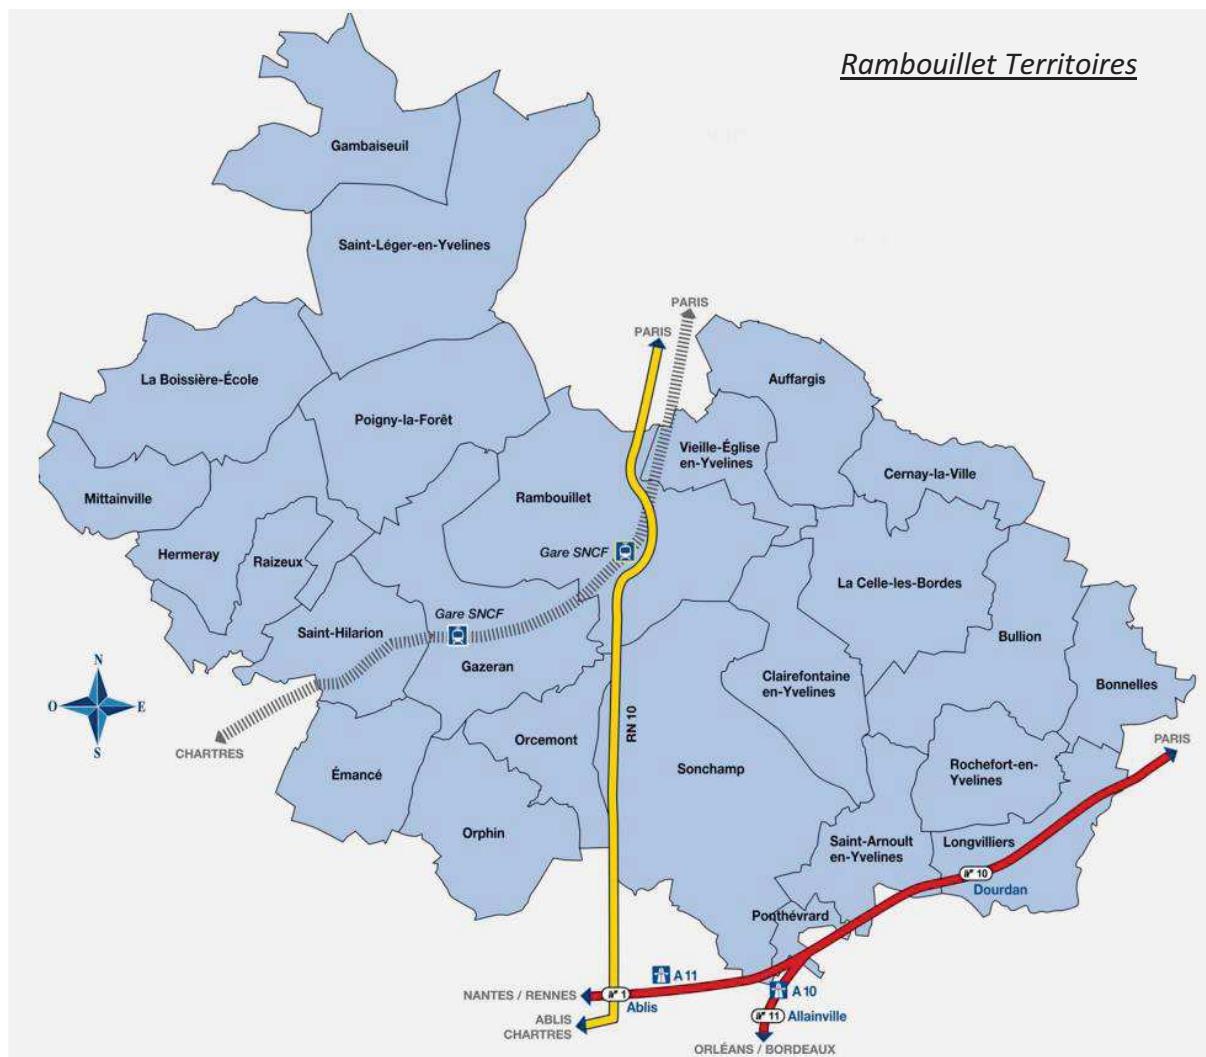 Rambouillet Territoires
Gambaiseuil
Saint-Léger-en-Yvelines
PARIS
PARIS
La Boissière-École
Auffargis
Poigny-la-Forêt
Vieille-Église
en-Yvelines
Cernay-la-Ville
Mittainville
Rambouillet
Hermeray
Raizeux
Gare SNCF
La Celle-les-Bordes
Gare SNCF
Saint-Hilarion
Bullion
Gazeran
Clairefontaine
en-Yvelines
Bonnelles
N
O
E
S
CHARTRES
RN 10
Orcemont
PARIS
Émancé
Sonchamp
Rochefort-en-
Yvelines
Orphin
Saint-Arnoult
en-Yvelines
Longvilliers
10
Dourdan
Ponthévrard
A 11
NANTES / RENNES
1
Ablis
A 10
ABLIS
CHARTRES
11
Allainville
ORLÉANS / BORDEAUX